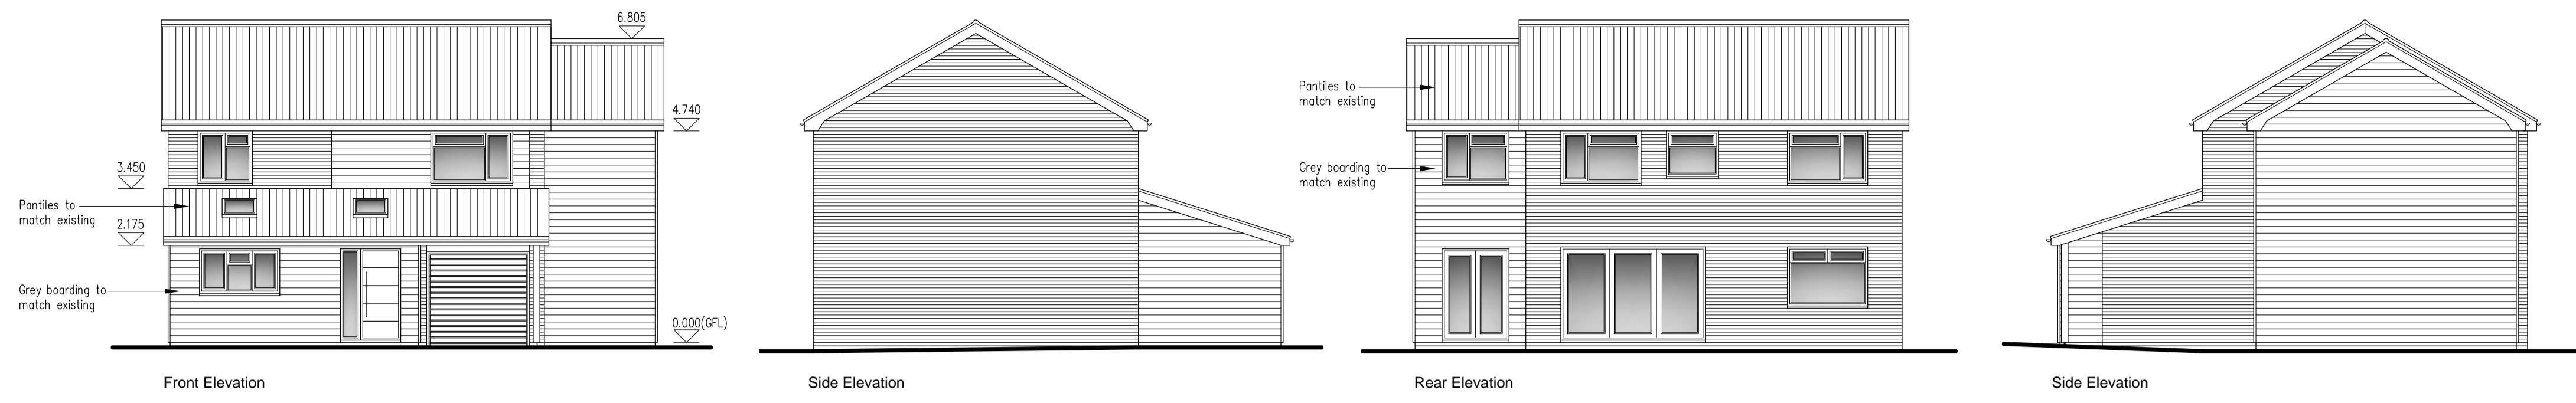 6.805
4.740
3.450
Pantiles to
match existing
2.175
Grey boarding to
match existing
0.000(GFL)
Front Elevation
Side Elevation
Pantiles to
match existing
Grey boarding to
match existing
Rear Elevation
Side Elevation